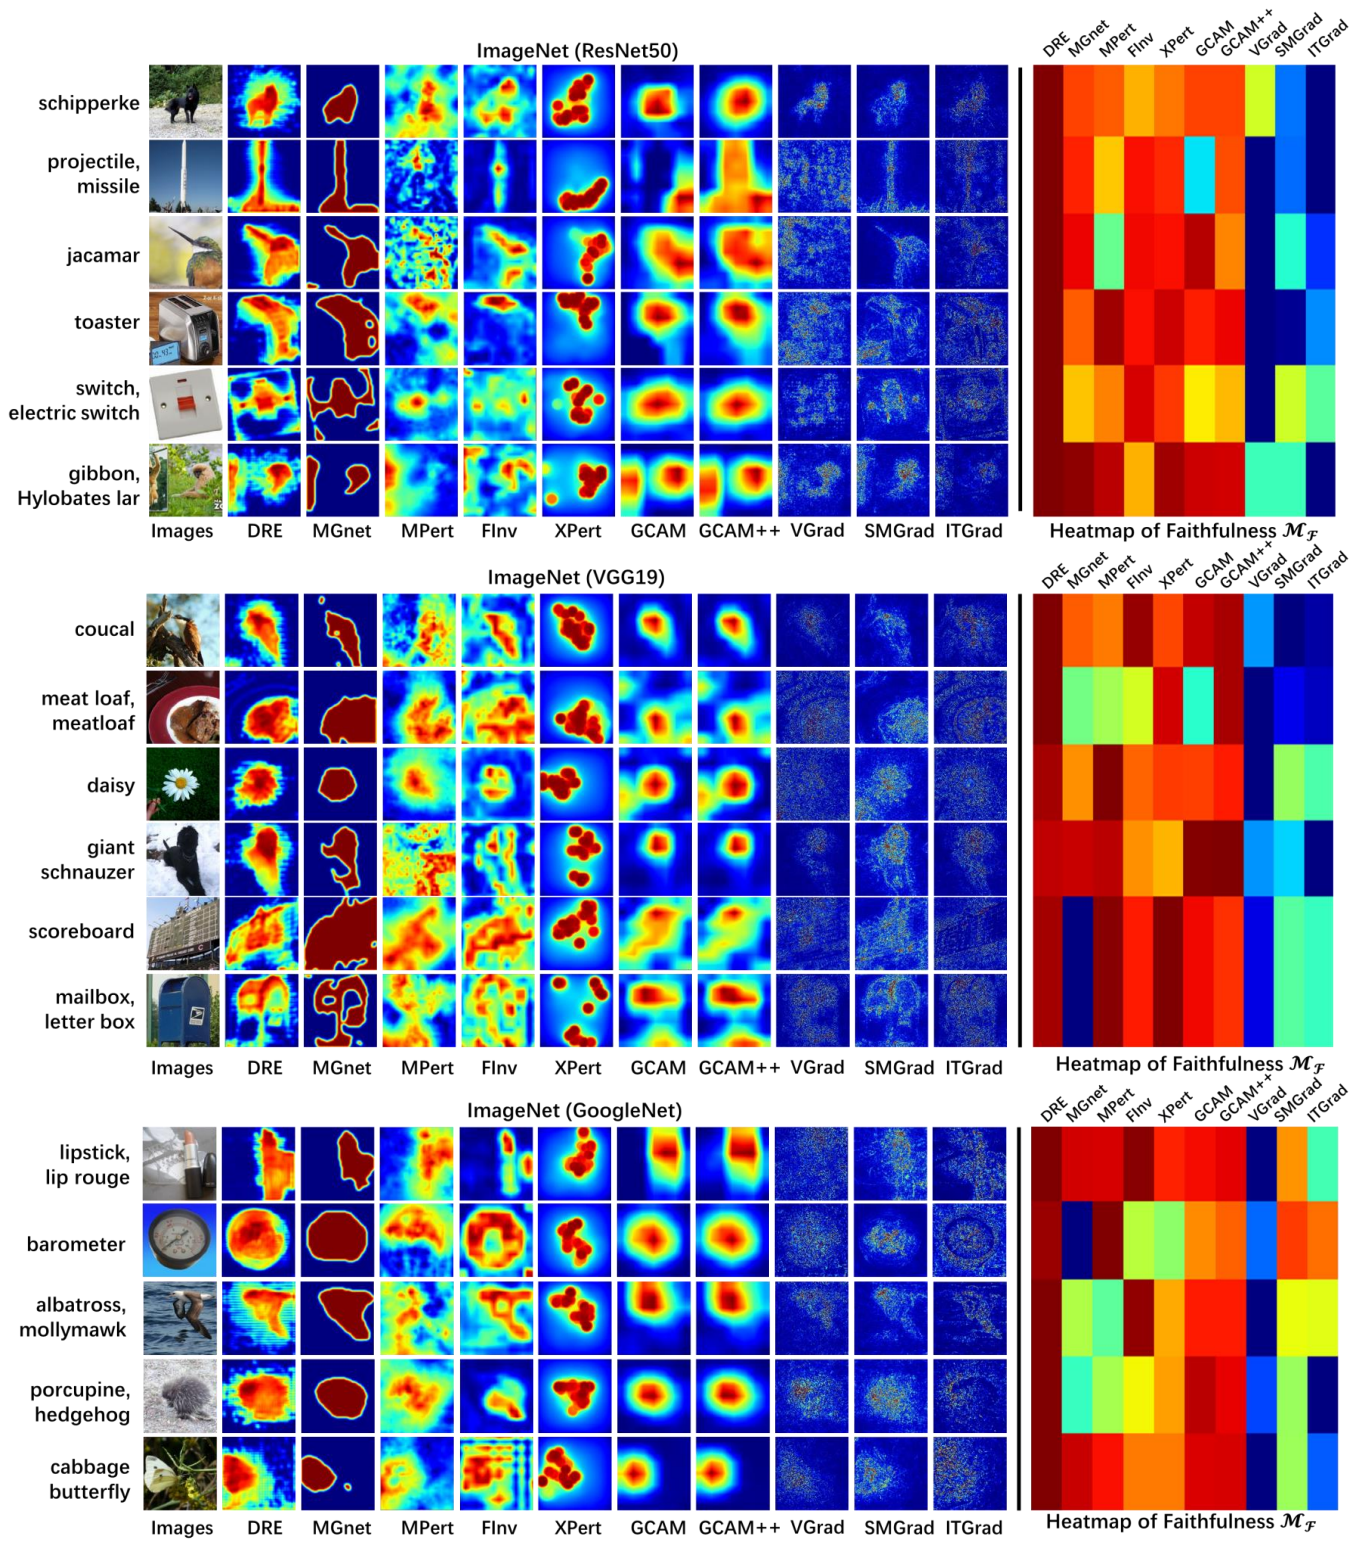 DRE MGnet MPert FInv XPert GCAM GCAM++ VGrad SMGrad ITGrad
ImageNet (ResNet50)
schipperke
projectile,
missile
jacamar
toaster
switch,
electric switch
gibbon,
Hylobates lar
Images DRE MGnet MPert FInv XPert GCAM GCAM++ VGrad SMGrad ITGrad
Heatmap of Faithfulness ℳ_ℱ
DRE MGnet MPert FInv XPert GCAM GCAM++ VGrad SMGrad ITGrad
ImageNet (VGG19)
coucal
meat loaf,
meatloaf
daisy
giant
schnauzer
scoreboard
mailbox,
letter box
Images DRE MGnet MPert FInv XPert GCAM GCAM++ VGrad SMGrad ITGrad
Heatmap of Faithfulness ℳ_ℱ
DRE MGnet MPert FInv XPert GCAM GCAM++ VGrad SMGrad ITGrad
ImageNet (GoogleNet)
lipstick,
lip rouge
barometer
albatross,
mollymawk
porcupine,
hedgehog
cabbage
butterfly
Images DRE MGnet MPert FInv XPert GCAM GCAM++ VGrad SMGrad ITGrad
Heatmap of Faithfulness ℳ_ℱ